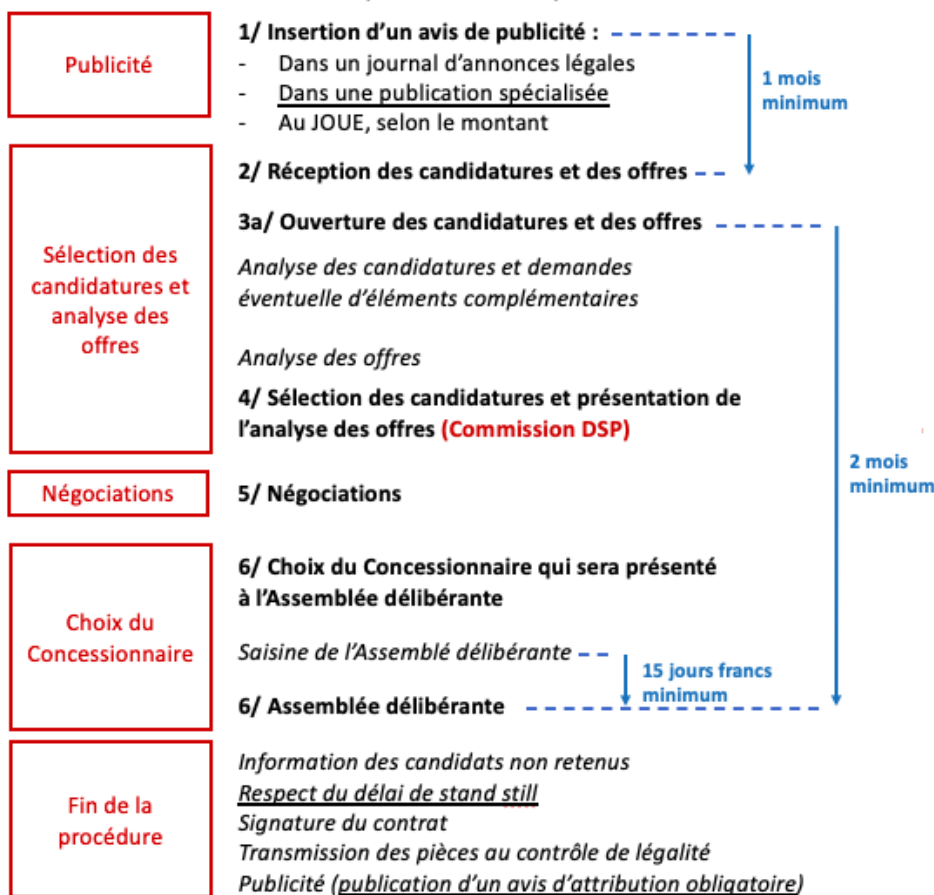 Publicité
1/ Insertion d'un avis de publicité :
- Dans un journal d'annonces légales
- Dans une publication spécialisée
- Au JOUE, selon le montant
1 mois
minimum
Sélection des
candidatures et
analyse des
offres
2/ Réception des candidatures et des offres
3a/ Ouverture des candidatures et des offres
Analyse des candidatures et demandes
éventuelle d'éléments complémentaires
Analyse des offres
4/ Sélection des candidatures et présentation de
l'analyse des offres (Commission DSP)
2 mois
minimum
Négociations
5/ Négociations
Choix du
Concessionnaire
6/ Choix du Concessionnaire qui sera présenté
à l'Assemblée délibérante
Saisine de l'Assemblé délibérante
15 jours francs
minimum
6/ Assemblée délibérante
Fin de la
procédure
Information des candidats non retenus
Respect du délai de stand still
Signature du contrat
Transmission des pièces au contrôle de légalité
Publicité (publication d'un avis d'attribution obligatoire)